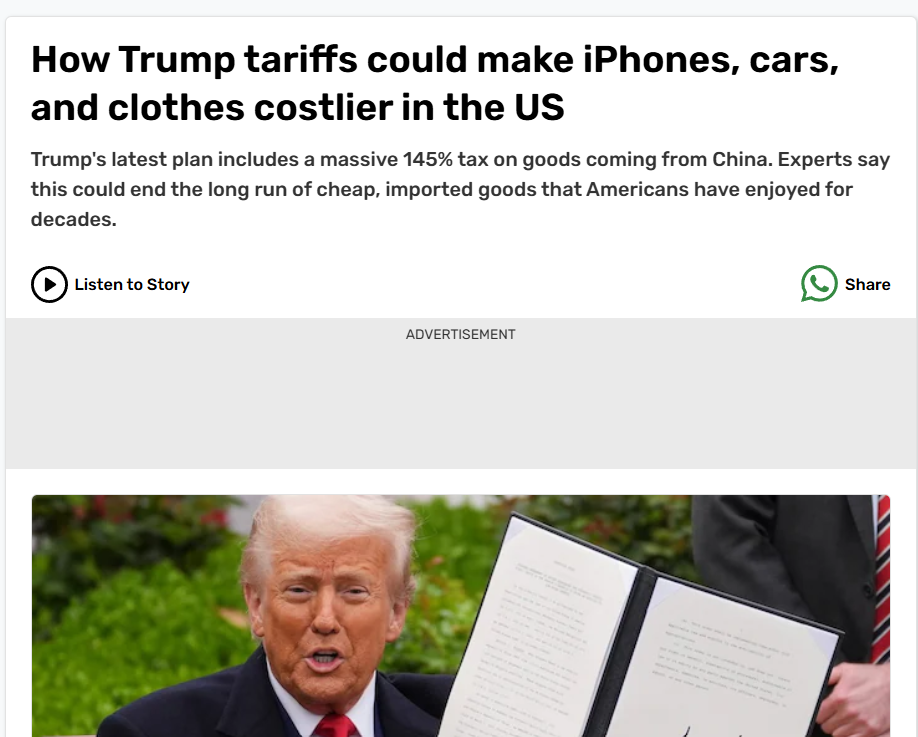 How Trump tariffs could make iPhones, cars,
and clothes costlier in the US
Trump's latest plan includes a massive 145% tax on goods coming from China. Experts say
this could end the long run of cheap, imported goods that Americans have enjoyed for
decades.
Listen to Story
Share
ADVERTISEMENT